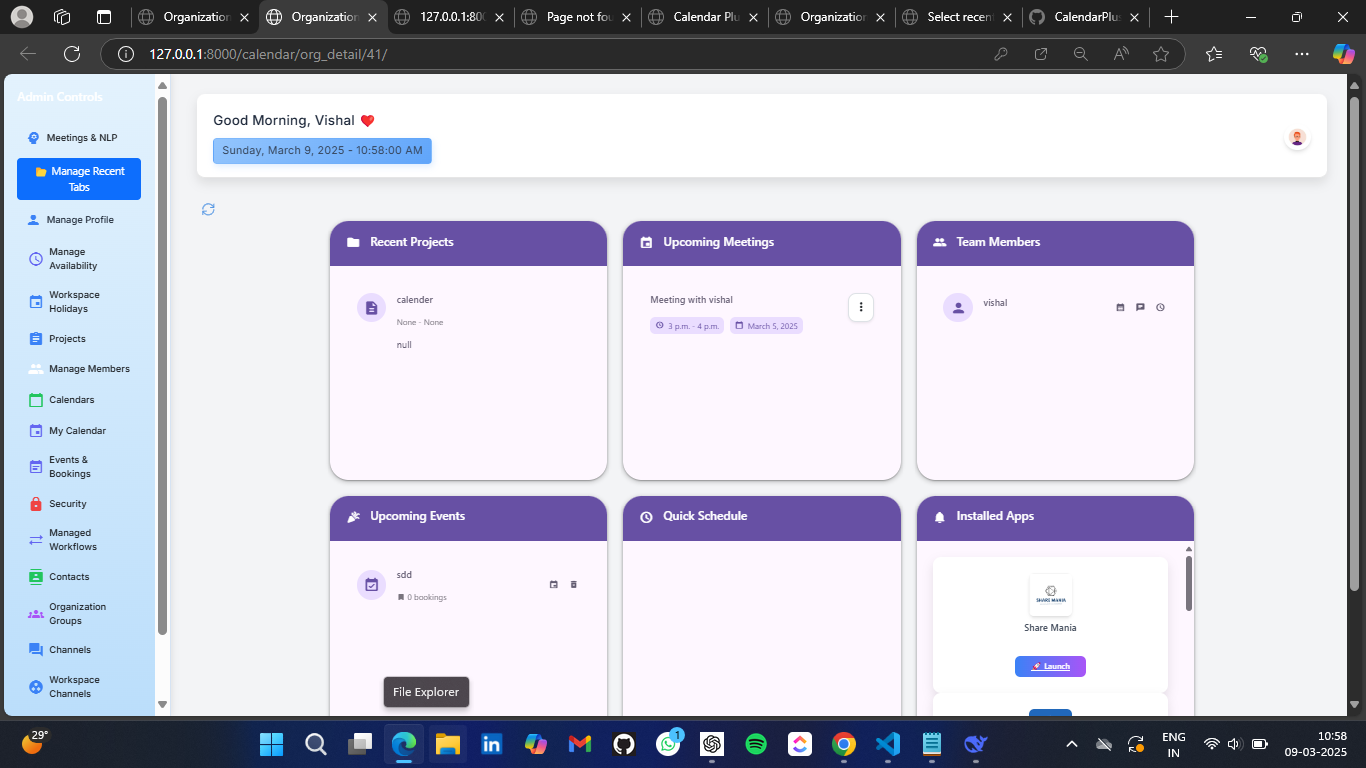 Organization
Organization
127.0.0.1:800
Page not fou
Calendar Plu
Organization
Select recen
CalendarPlus
127.0.0.1:8000/calendar/org_detail/41/
Admin Controls
Meetings & NLP
Manage Recent
Tabs
Manage Profile
Manage
Availability
Workspace
Holidays
Projects
Manage Members
Calendars
My Calendar
Events &
Bookings
Security
Managed
Workflows
Contacts
Organization
Groups
Channels
Workspace
Channels
Good Morning, Vishal
Sunday, March 9, 2025 - 10:58:00 AM
Recent Projects
calender
None - None
null
Upcoming Meetings
Meeting with vishal
3 p.m. - 4 p.m. March 5, 2025
Team Members
vishal
Upcoming Events
sdd
0 bookings
Quick Schedule
Installed Apps
SHARE MANIA
Share Mania
Launch
File Explorer
29°
1
ENG
IN
10:58
09-03-2025